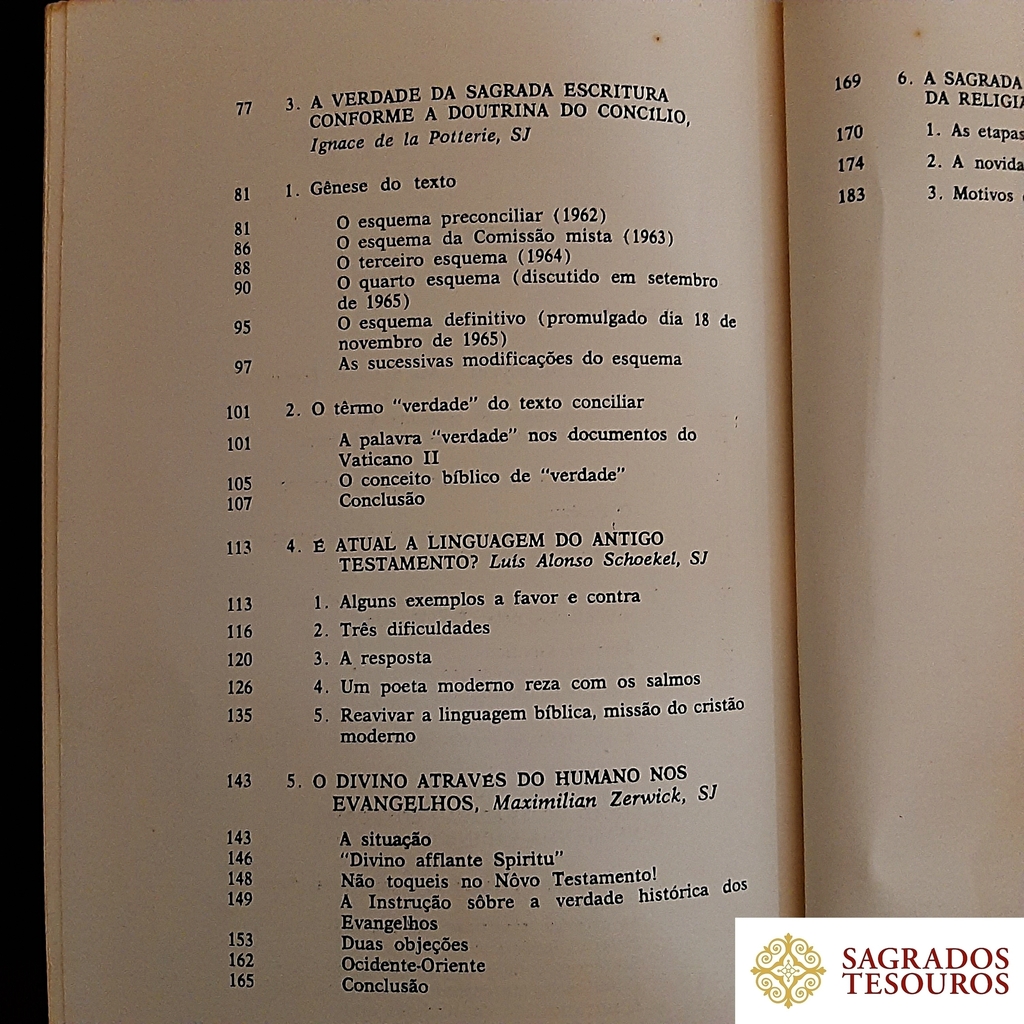 77 3. A VERDADE DA SAGRADA ESCRITURA
CONFORME A DOUTRINA DO CONCÍLIO,
Ignace de la Potterie, SJ
81 1. Gênese do texto
81 O esquema preconciliar (1962)
86 O esquema da Comissão mista (1963)
88 O terceiro esquema (1964)
90 O quarto esquema (discutido em setembro
de 1965)
95 O esquema definitivo (promulgado dia 18 de
novembro de 1965)
97 As sucessivas modificações do esquema
101 2. O têrmo "verdade" do texto conciliar
101 A palavra "verdade" nos documentos do
Vaticano II
105 O conceito bíblico de "verdade"
107 Conclusão
113 4. É ATUAL A LINGUAGEM DO ANTIGO
TESTAMENTO? Luís Alonso Schoekel, SJ
113 1. Alguns exemplos a favor e contra
116 2. Três dificuldades
120 3. A resposta
126 4. Um poeta moderno reza com os salmos
135 5. Reavivar a linguagem bíblica, missão do cristão
moderno
143 5. O DIVINO ATRAVÉS DO HUMANO NOS
EVANGELHOS, Maximilian Zerwick, SJ
143 A situação
146 "Divino afflante Spiritu"
148 Não toqueis no Nôvo Testamento!
149 A Instrução sôbre a verdade histórica dos
Evangelhos
153 Duas objeções
162 Ocidente-Oriente
165 Conclusão
169 6. A SAGRADA
DA RELIGI
170 1. As etapas
174 2. A novida
183 3. Motivos
SAGRADOS
TESOUROS